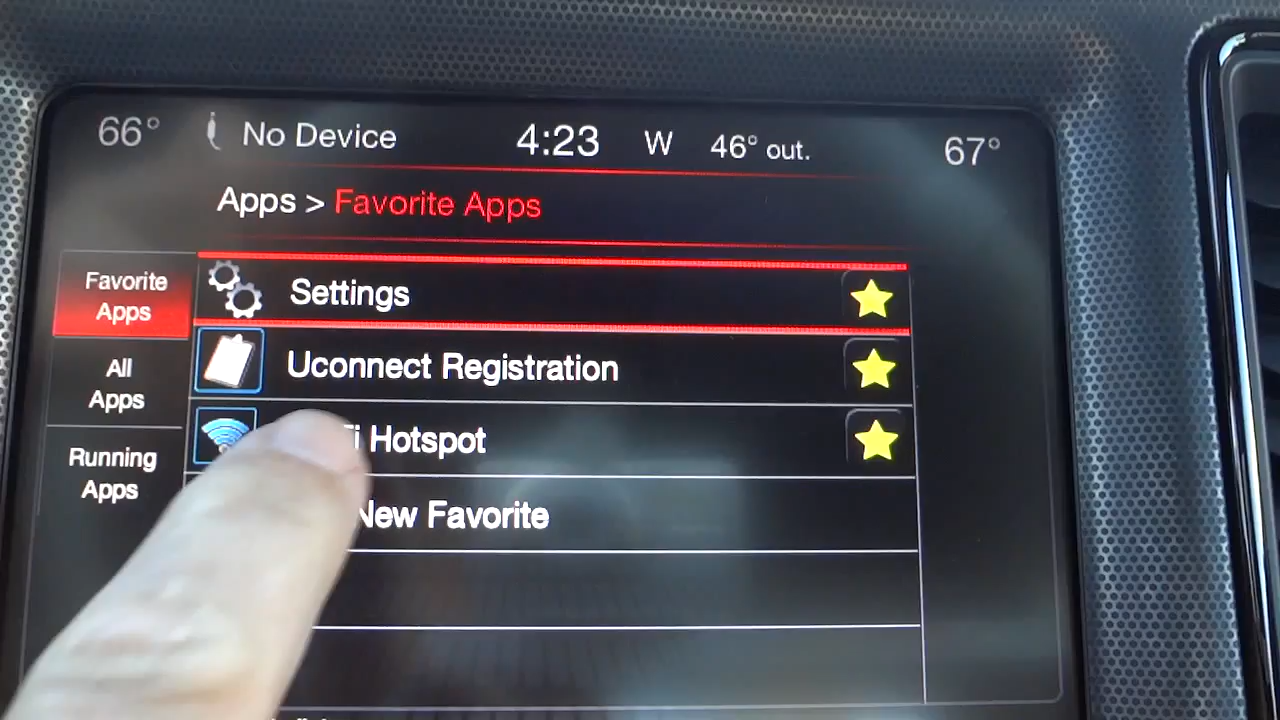 66° No Device 4:23 W 46° out. 67°
Apps > Favorite Apps
Favorite
Apps
Settings
Uconnect Registration
All
Apps
Hotspot
Running
Apps
New Favorite